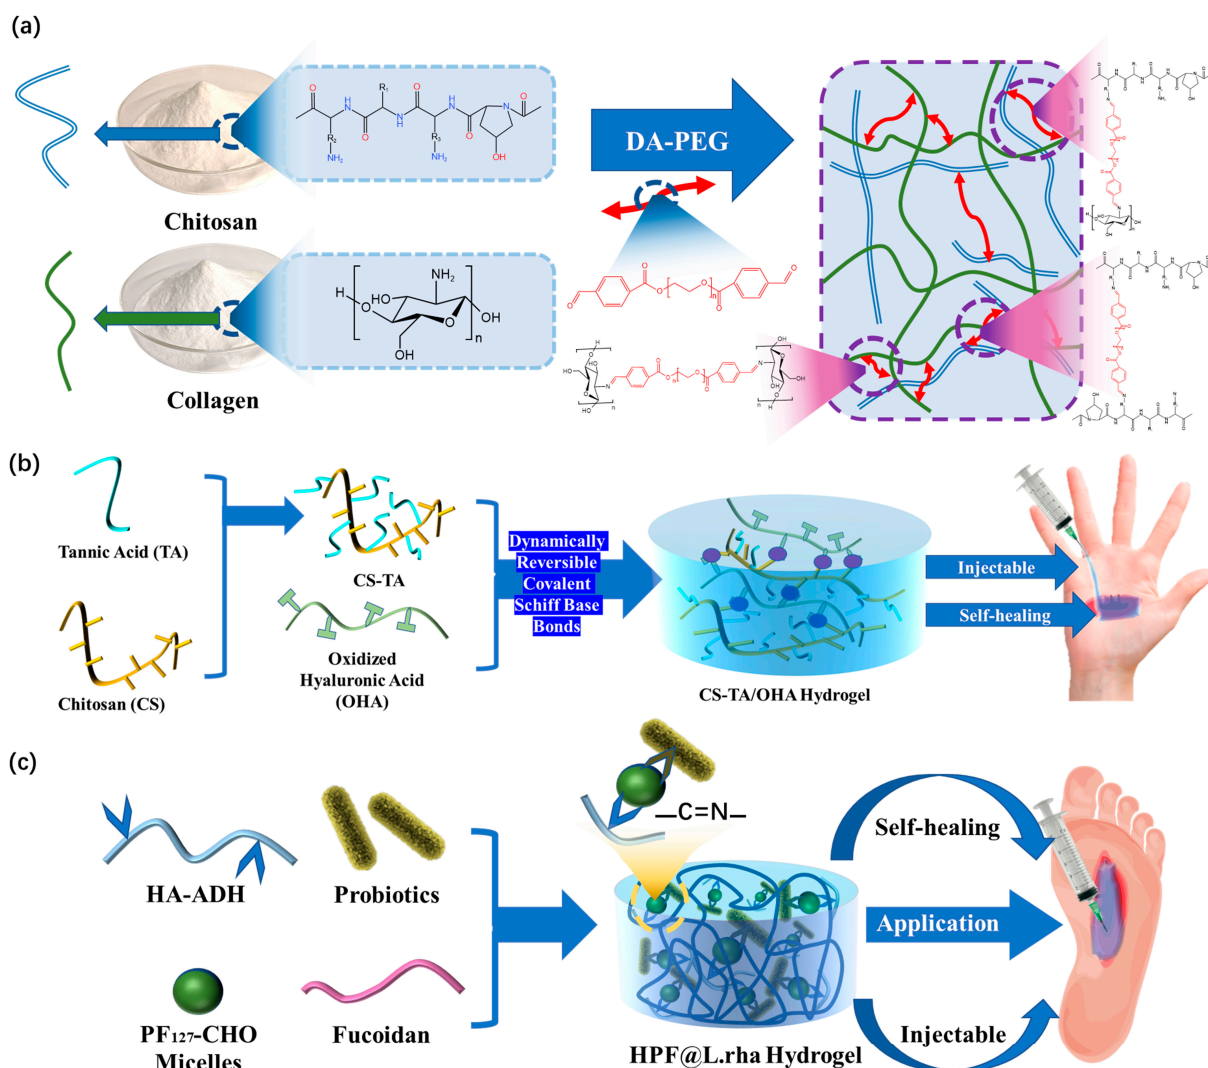 (a)
Chitosan
DA-PEG
Collagen
(b)
Tannic Acid (TA)
Chitosan (CS)
CS-TA
Oxidized
Hyaluronic Acid
(OHA)
Dynamically
Reversible
Covalent
Schiff Base
Bonds
CS-TA/OHA Hydrogel
Injectable
Self-healing
(c)
HA-ADH
Probiotics
PF127-CHO
Micelles
Fucoidan
—C=N—
HPF@L.rha Hydrogel
Self-healing
Application
Injectable